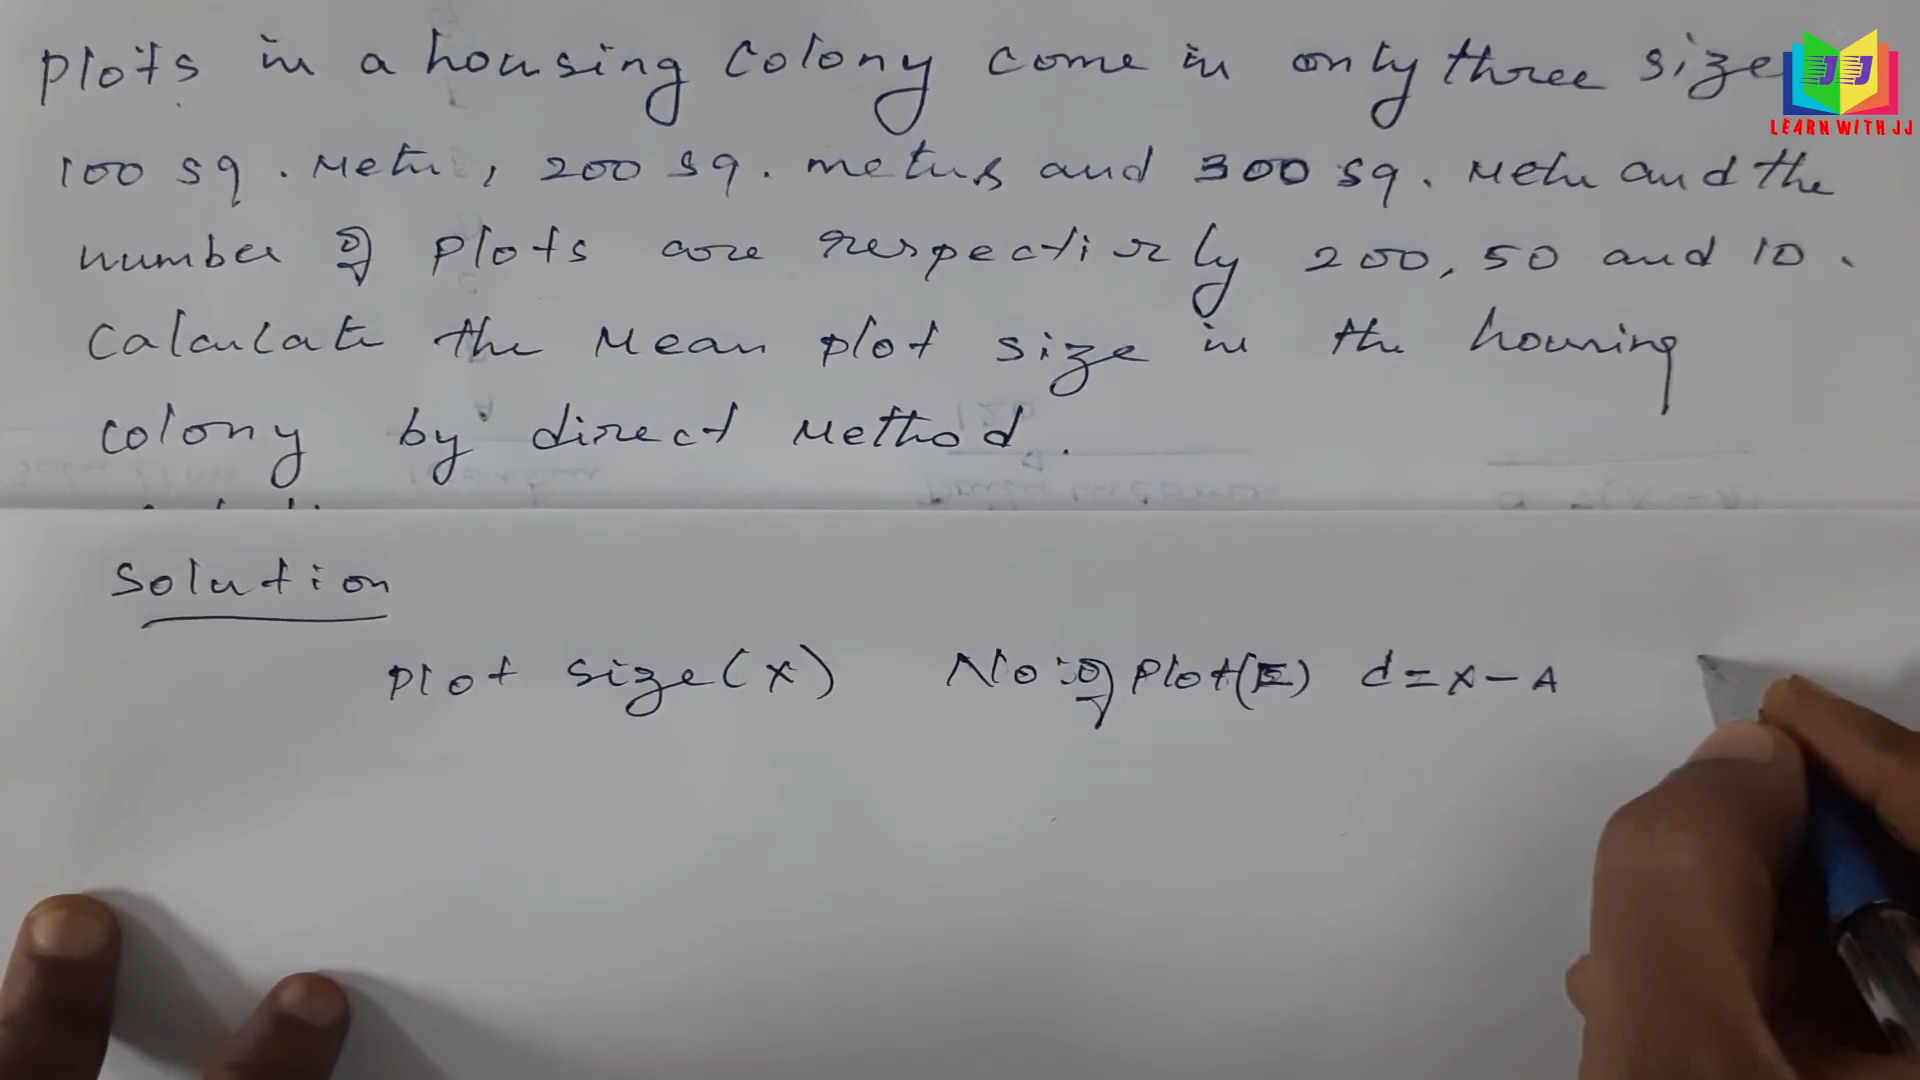 Plots in a housing colony come in only three size
100 sq. Metre, 200 sq. metres and 300 sq. Metre and the
number of plots are respectively 200, 50 and 10.
Calculate the Mean plot size in the housing
colony by direct Method.
Solution
Plot size (X) No: of Plot (F) d = X - A
JJ
LEARN WITH JJ